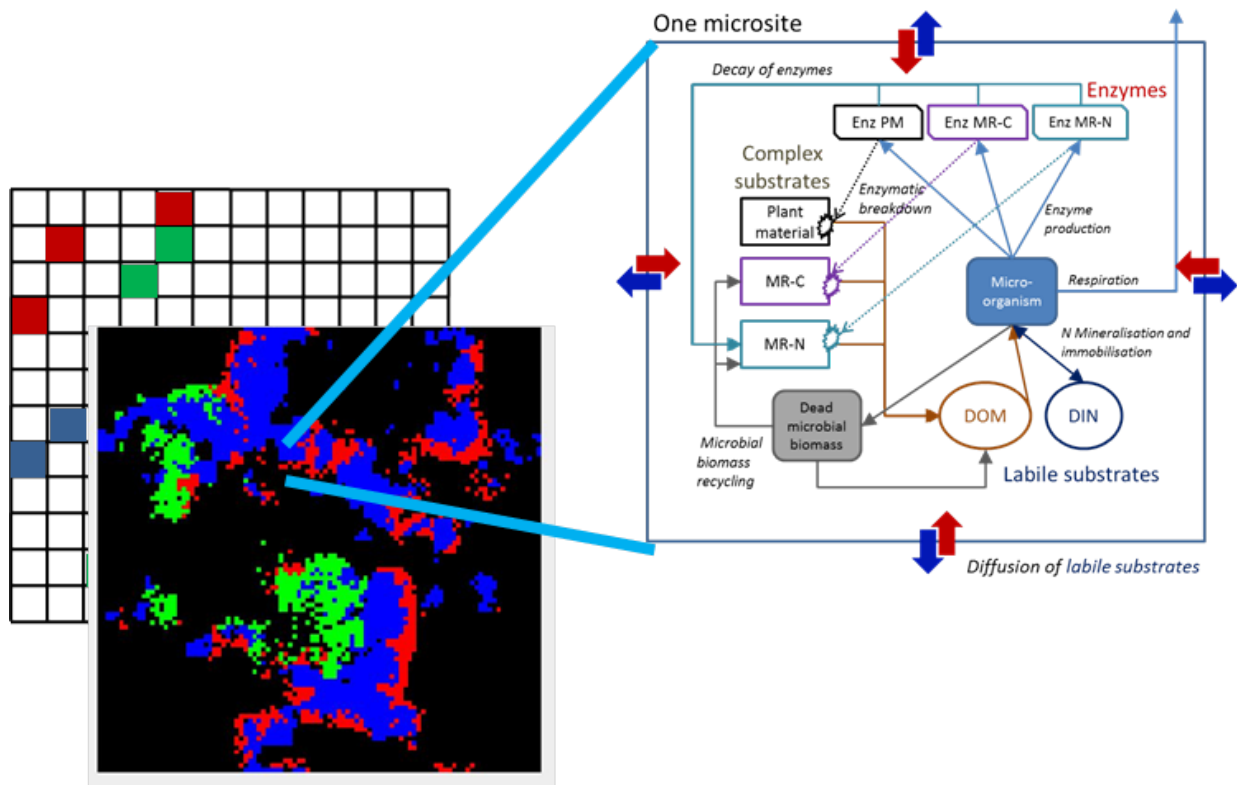 One microsite
Decay of enzymes
Enzymes
Enz PM
Enz MR-C
Enz MR-N
Complex
substrates
Enzymatic
breakdown
Plant
material
Enzyme
production
MR-C
Micro-
organism
Respiration
MR-N
N Mineralisation and
immobilisation
Dead
microbial
biomass
DOM
DIN
Microbial
biomass
recycling
Labile substrates
Diffusion of labile substrates